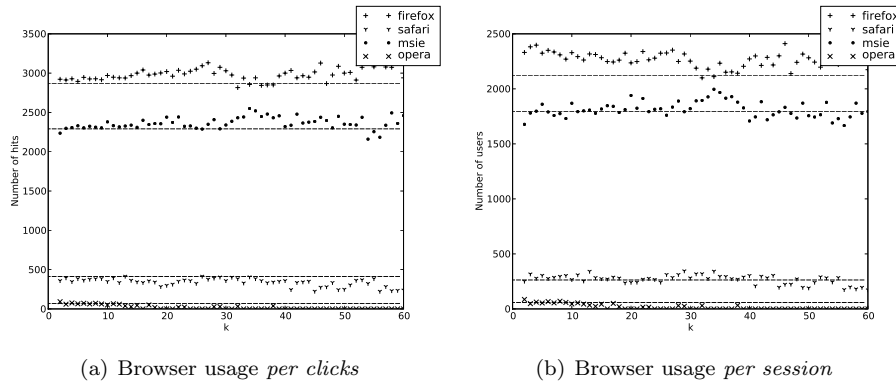 firefox
safari
msie
opera
3500
3000
2500
2000
1500
1000
500
0
Number of hits
0 10 20 30 40 50 60
k
(a) Browser usage per clicks
firefox
safari
msie
opera
2500
2000
1500
1000
500
0
Number of users
0 10 20 30 40 50 60
k
(b) Browser usage per session